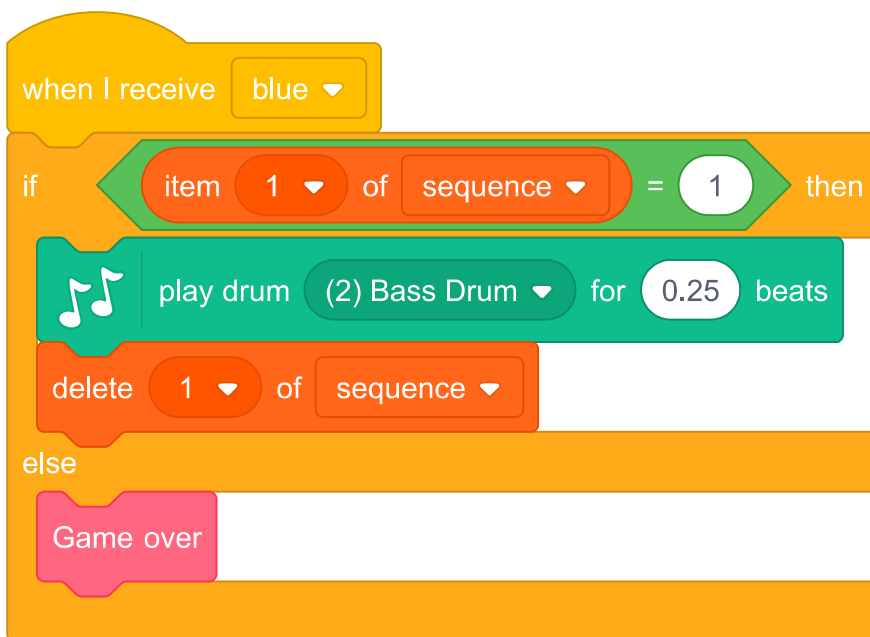 when I receive blue
if item 1 of sequence = 1 then
play drum (2) Bass Drum for 0.25 beats
delete 1 of sequence
else
Game over